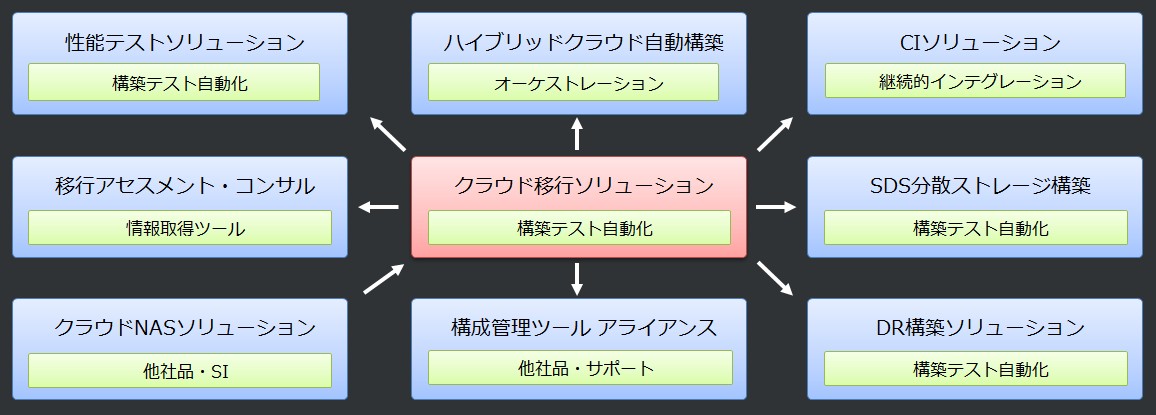 性能テストソリューション
構築テスト自動化
ハイブリッドクラウド自動構築
オーケストレーション
CIソリューション
継続的インテグレーション
移行アセスメント・コンサル
情報取得ツール
クラウド移行ソリューション
構築テスト自動化
SDS分散ストレージ構築
構築テスト自動化
クラウドNASソリューション
他社品・SI
構成管理ツール アライアンス
他社品・サポート
DR構築ソリューション
構築テスト自動化